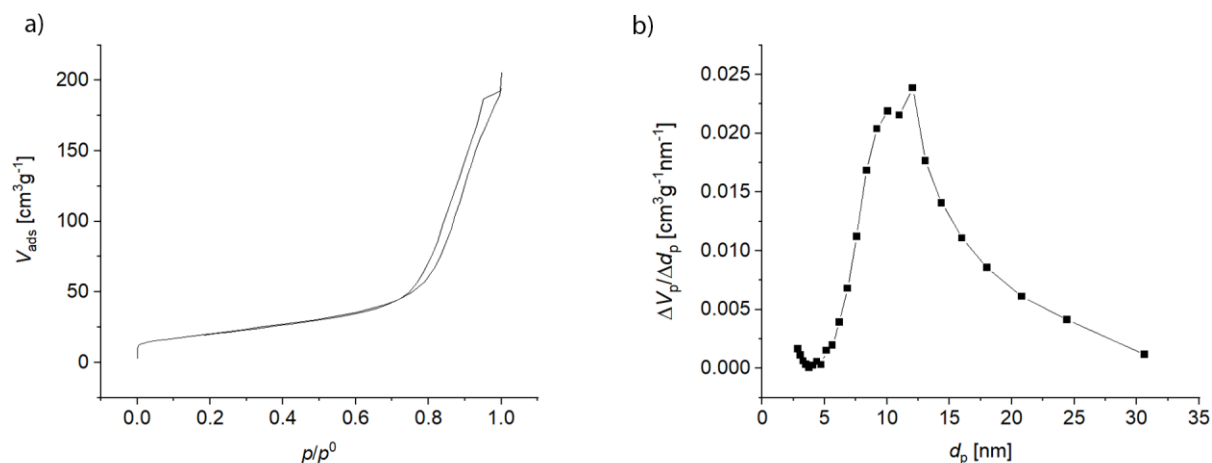 a)
200
150
100
50
0
V_ads [cm³g⁻¹]
0.0 0.2 0.4 0.6 0.8 1.0
p/p⁰
b)
0.025
0.020
0.015
0.010
0.005
0.000
ΔV_p/Δd_p [cm³g⁻¹nm⁻¹]
0 5 10 15 20 25 30 35
d_p [nm]